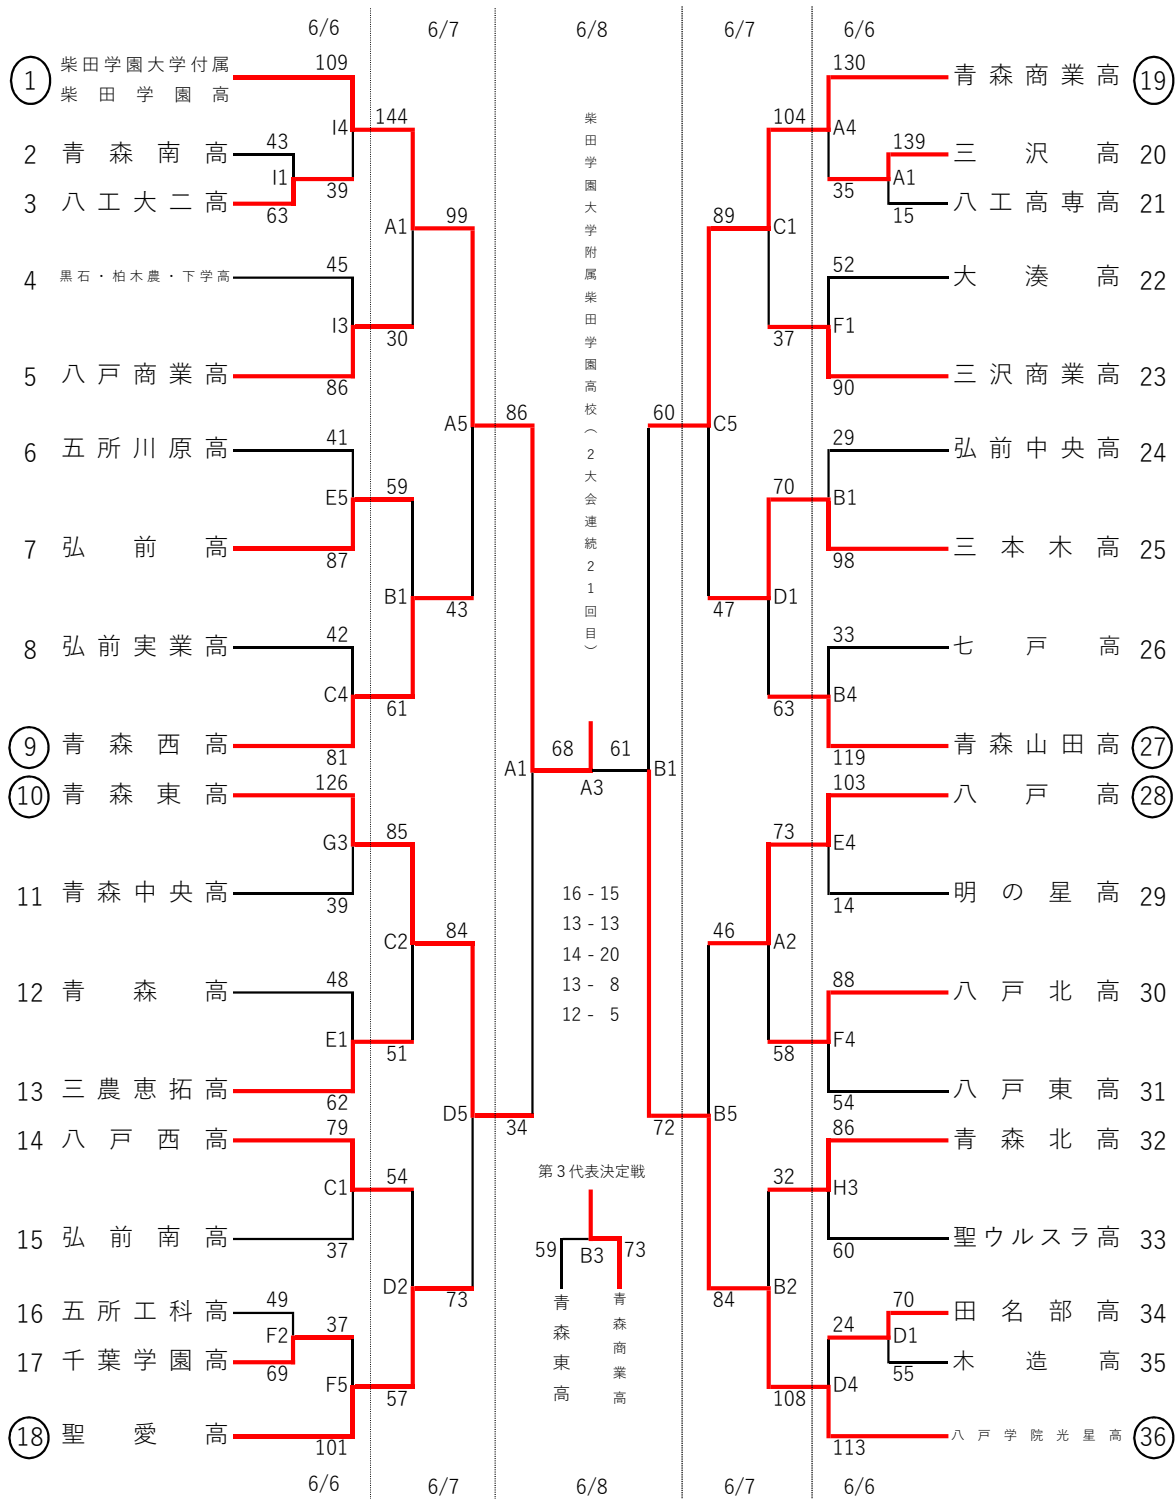 6/6
6/7
6/8
6/7
6/6
1 柴田学園大学付属
柴田学園高
109
I4
2 青森南高
43
I1
3 八工大二高
63
39
144
A1
4 黒石・柏木農・下学高
45
I3
5 八戸商業高
86
30
99
A5
6 五所川原高
41
E5
7 弘前高
87
59
B1
8 弘前実業高
42
C4
9 青森西高
81
61
43
86
A1
10 青森東高
126
G3
11 青森中央高
39
85
C2
12 青森高
48
E1
13 三農恵拓高
62
51
84
D5
14 八戸西高
79
C1
15 弘前南高
37
54
D2
16 五所工科高
49
F2
17 千葉学園高
69
37
F5
18 聖愛高
101
57
73
34
柴田学園大学附属柴田学園高校(2大会連続21回目)
68
61
A3
16 - 15
13 - 13
14 - 20
13 - 8
12 - 5
第3代表決定戦
59
B3
73
青森東高
青森商業高
130
青森商業高 19
A4
139
三沢高 20
A1
八工高専高 21
15
35
104
C1
52
大湊高 22
F1
三沢商業高 23
90
37
89
C5
29
弘前中央高 24
B1
三本木高 25
98
70
D1
33
七戸高 26
B4
青森山田高 27
119
63
47
60
B1
103
八戸高 28
E4
明の星高 29
14
73
A2
88
八戸北高 30
F4
八戸東高 31
54
58
46
B5
86
青森北高 32
H3
聖ウルスラ高 33
60
32
B2
70
田名部高 34
D1
木造高 35
55
24
D4
八戸学院光星高 36
113
108
84
72
6/6
6/7
6/8
6/7
6/6